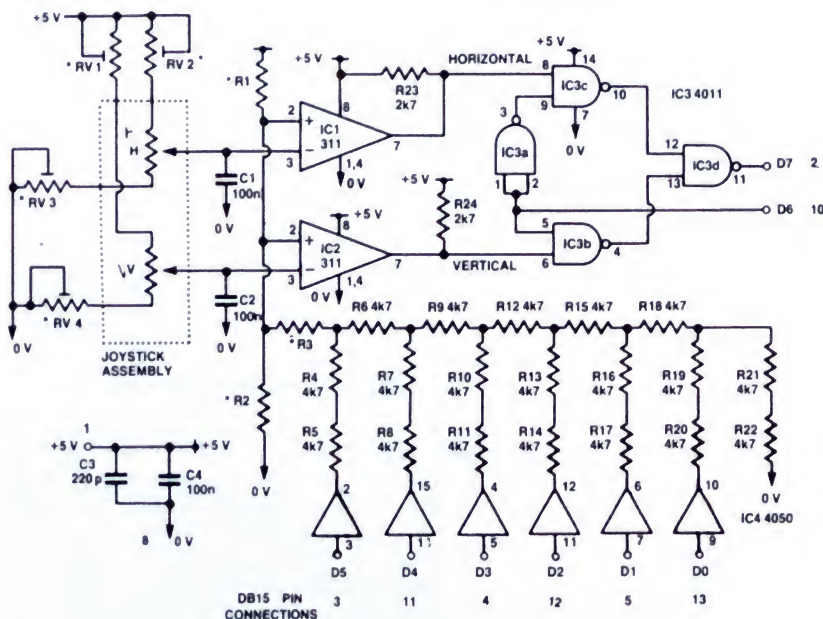 +5 V
* RV 1
RV 2 *
* R1
+5 V
R23
2k7
HORIZONTAL
+5 V
14
8
IC3c
10
9
7
0 V
IC3 4011
2
+
8
IC1
311
−
3
7
1,4
0 V
3
IC3a
1
2
12
IC3d
13
11
D7 2
D6 10
H
C1
100n
0 V
* RV 3
+5 V
R24
2k7
+5 V
8
2
+
IC2
311
−
3
7
1,4
0 V
VERTICAL
5
IC3b
6
4
V
C2
100n
0 V
* RV 4
0 V
JOYSTICK
ASSEMBLY
* R3
R6 4k7
R9 4k7
R12 4k7
R15 4k7
R18 4k7
* R2
0 V
R4
4k7
R7
4k7
R10
4k7
R13
4k7
R16
4k7
R19
4k7
R21
4k7
R5
4k7
R8
4k7
R11
4k7
R14
4k7
R17
4k7
R20
4k7
R22
4k7
0 V
1
+5 V
+5 V
C3
220p
C4
100n
8 0 V
2
15
4
12
6
10
IC4 4050
3
5
11
7
9
D5
D4
D3
D2
D1
D0
DB15 PIN
CONNECTIONS
3
11
4
12
5
13